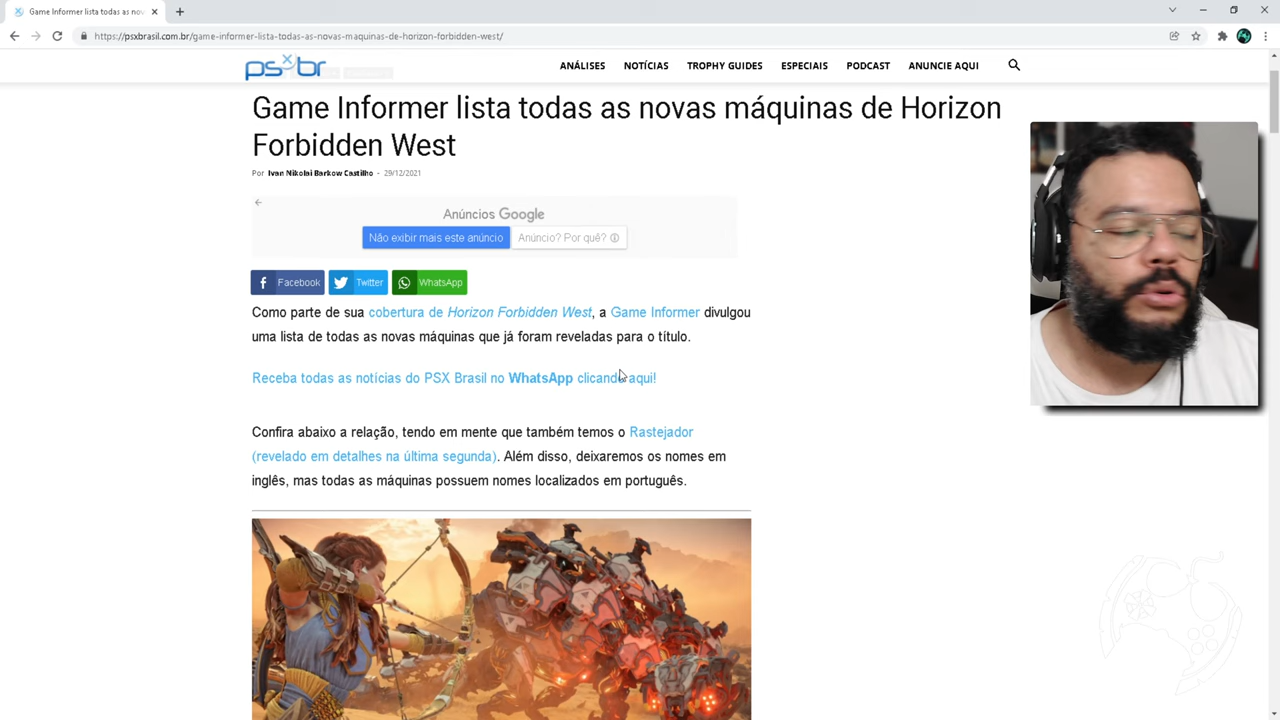 Game Informer lista todas as nov
https://psxbrasil.com.br/game-informer-lista-todas-as-novas-maquinas-de-horizon-forbidden-west/
psxbr
ANÁLISES NOTÍCIAS TROPHY GUIDES ESPECIAIS PODCAST ANUNCIE AQUI
Game Informer lista todas as novas máquinas de Horizon
Forbidden West
Por Ivan Nikolai Barkow Castilho - 29/12/2021
Anúncios Google
Não exibir mais este anúncio Anúncio? Por quê?
Facebook Twitter WhatsApp
Como parte de sua cobertura de Horizon Forbidden West, a Game Informer divulgou
uma lista de todas as novas máquinas que já foram reveladas para o título.
Receba todas as notícias do PSX Brasil no WhatsApp clicando aqui!
Confira abaixo a relação, tendo em mente que também temos o Rastejador
(revelado em detalhes na última segunda). Além disso, deixaremos os nomes em
inglês, mas todas as máquinas possuem nomes localizados em português.